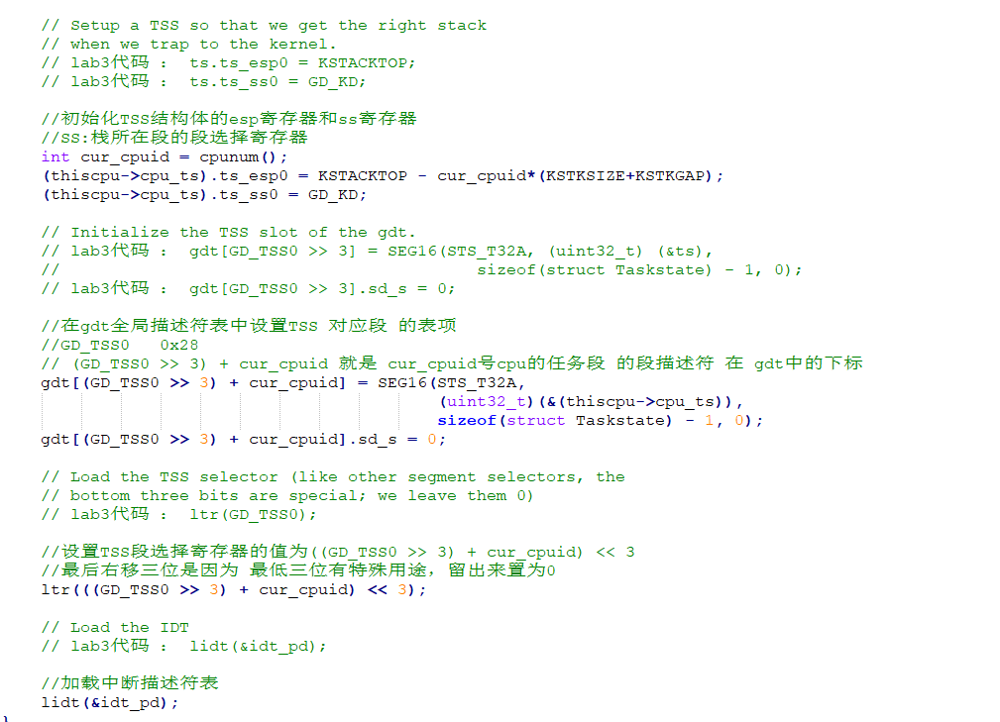 // Setup a TSS so that we get the right stack
// when we trap to the kernel.
// lab3代码 :  ts.ts_esp0 = KSTACKTOP;
// lab3代码 :  ts.ts_ss0 = GD_KD;
//初始化TSS结构体的esp寄存器和ss寄存器
//SS:栈所在段的段选择寄存器
int cur_cpuid = cpunum();
(thiscpu->cpu_ts).ts_esp0 = KSTACKTOP - cur_cpuid*(KSTKSIZE+KSTKGAP);
(thiscpu->cpu_ts).ts_ss0 = GD_KD;
// Initialize the TSS slot of the gdt.
// lab3代码 :  gdt[GD_TSS0 >> 3] = SEG16(STS_T32A, (uint32_t) (&ts),
//                                          sizeof(struct Taskstate) - 1, 0);
// lab3代码 :  gdt[GD_TSS0 >> 3].sd_s = 0;
//在gdt全局描述符表中设置TSS 对应段 的表项
//GD_TSS0   0x28
// (GD_TSS0 >> 3) + cur_cpuid 就是 cur_cpuid号cpu的任务段 的段描述符 在 gdt中的下标
gdt[(GD_TSS0 >> 3) + cur_cpuid] = SEG16(STS_T32A,
(uint32_t)(&(thiscpu->cpu_ts)),
sizeof(struct Taskstate) - 1, 0);
gdt[(GD_TSS0 >> 3) + cur_cpuid].sd_s = 0;
// Load the TSS selector (like other segment selectors, the
// bottom three bits are special; we leave them 0)
// lab3代码 :  ltr(GD_TSS0);
//设置TSS段选择寄存器的值为((GD_TSS0 >> 3) + cur_cpuid) << 3
//最后右移三位是因为 最低三位有特殊用途，留出来置为0
ltr(((GD_TSS0 >> 3) + cur_cpuid) << 3);
// Load the IDT
// lab3代码 :  lidt(&idt_pd);
//加载中断描述符表
lidt(&idt_pd);